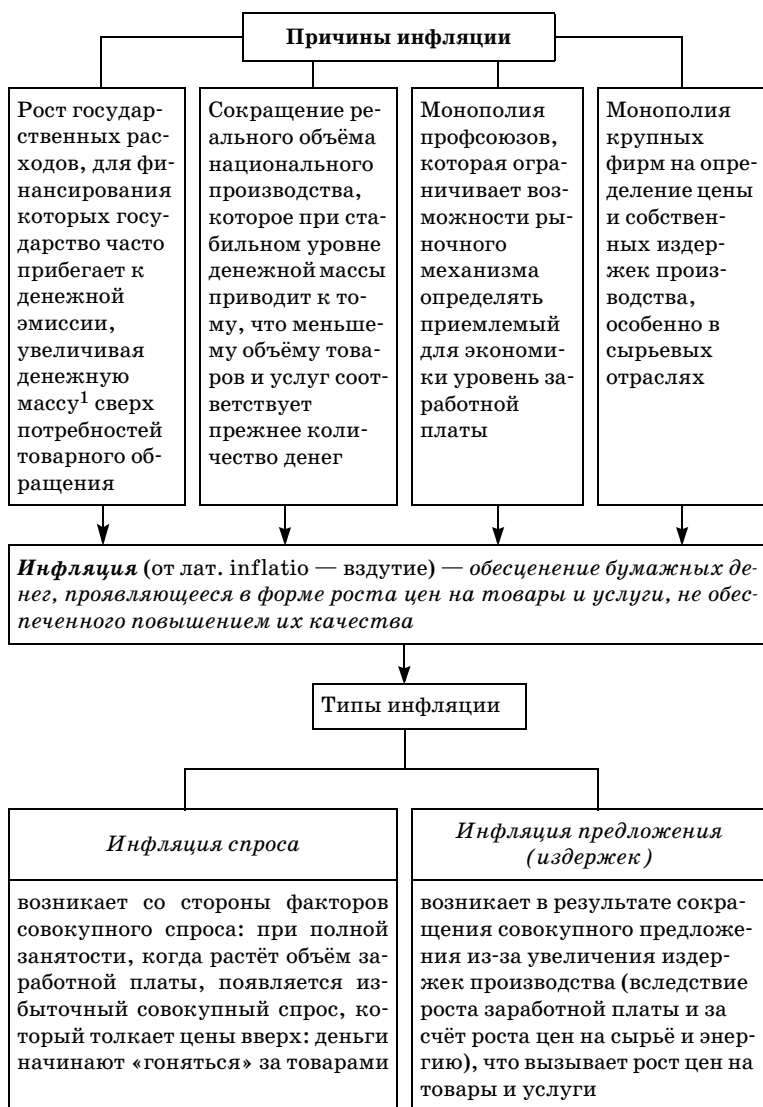 Причины инфляции
Рост государ-
ственных рас-
ходов, для фи-
нансирования
которых госу-
дарство часто
прибегает к
денежной
эмиссии,
увеличивая
денежную
массу¹ сверх
потребностей
товарного об-
ращения
Сокращение ре-
ального объёма
национального
производства,
которое при ста-
бильном уровне
денежной массы
приводит к то-
му, что меньше-
му объёму това-
ров и услуг соот-
ветствует
прежнее коли-
чество денег
Монополия
профсоюзов,
которая огра-
ничивает воз-
можности ры-
ночного
механизма
определять
приемлемый
для экономи-
ки уровень за-
работной
платы
Монополия
крупных
фирм на опре-
деление цены
и собствен-
ных издер-
жек произ-
водства,
особенно в
сырьевых
отраслях
Инфляция (от лат. inflatio — вздутие) — обесценение бумажных де-
нег, проявляющееся в форме роста цен на товары и услуги, не обес-
печенного повышением их качества
Типы инфляции
Инфляция спроса
возникает со стороны факторов
совокупного спроса: при полной
занятости, когда растёт объём за-
работной платы, появляется из-
быточный совокупный спрос, ко-
торый толкает цены вверх: деньги
начинают «гоняться» за товарами
Инфляция предложения
(издержек)
возникает в результате сокра-
щения совокупного предложе-
ния из-за увеличения издер-
жек производства (вследствие
роста заработной платы и за
счёт роста цен на сырьё и энер-
гию), что вызывает рост цен на
товары и услуги